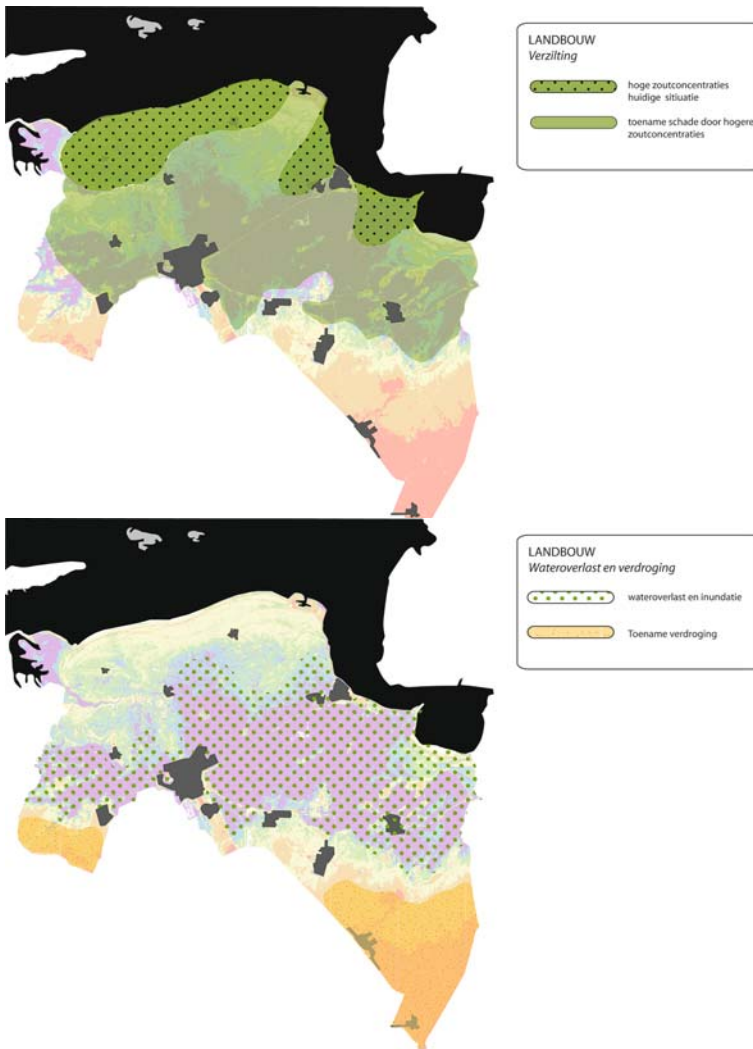 LANDBOUW
Verzilting
hoge zoutconcentraties
huidige sitiuatie
toename schade door hogere
zoutconcentraties
LANDBOUW
Wateroverlast en verdroging
wateroverlast en inundatie
Toename verdroging